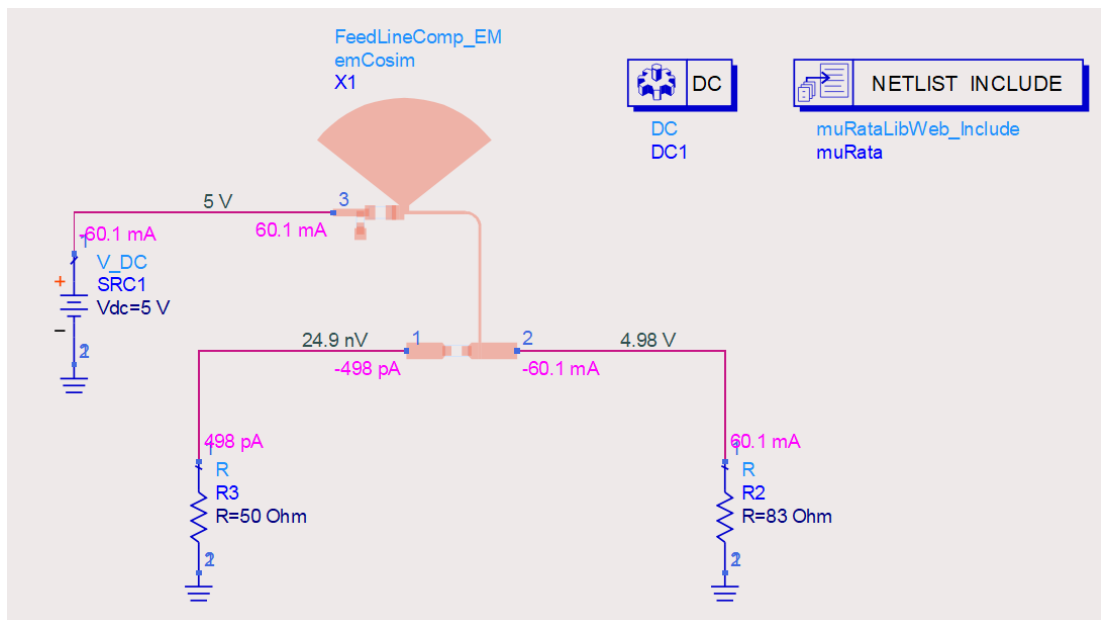 FeedLineComp_EM
emCosim
X1
DC
NETLIST INCLUDE
DC
DC1
muRataLibWeb_Include
muRata
5 V
3
-60.1 mA
60.1 mA
1
V_DC
SRC1
Vdc=5 V
+
−
2
24.9 nV
1
2
4.98 V
-498 pA
-60.1 mA
498 pA
1
R
R3
R=50 Ohm
2
60.1 mA
1
R
R2
R=83 Ohm
2